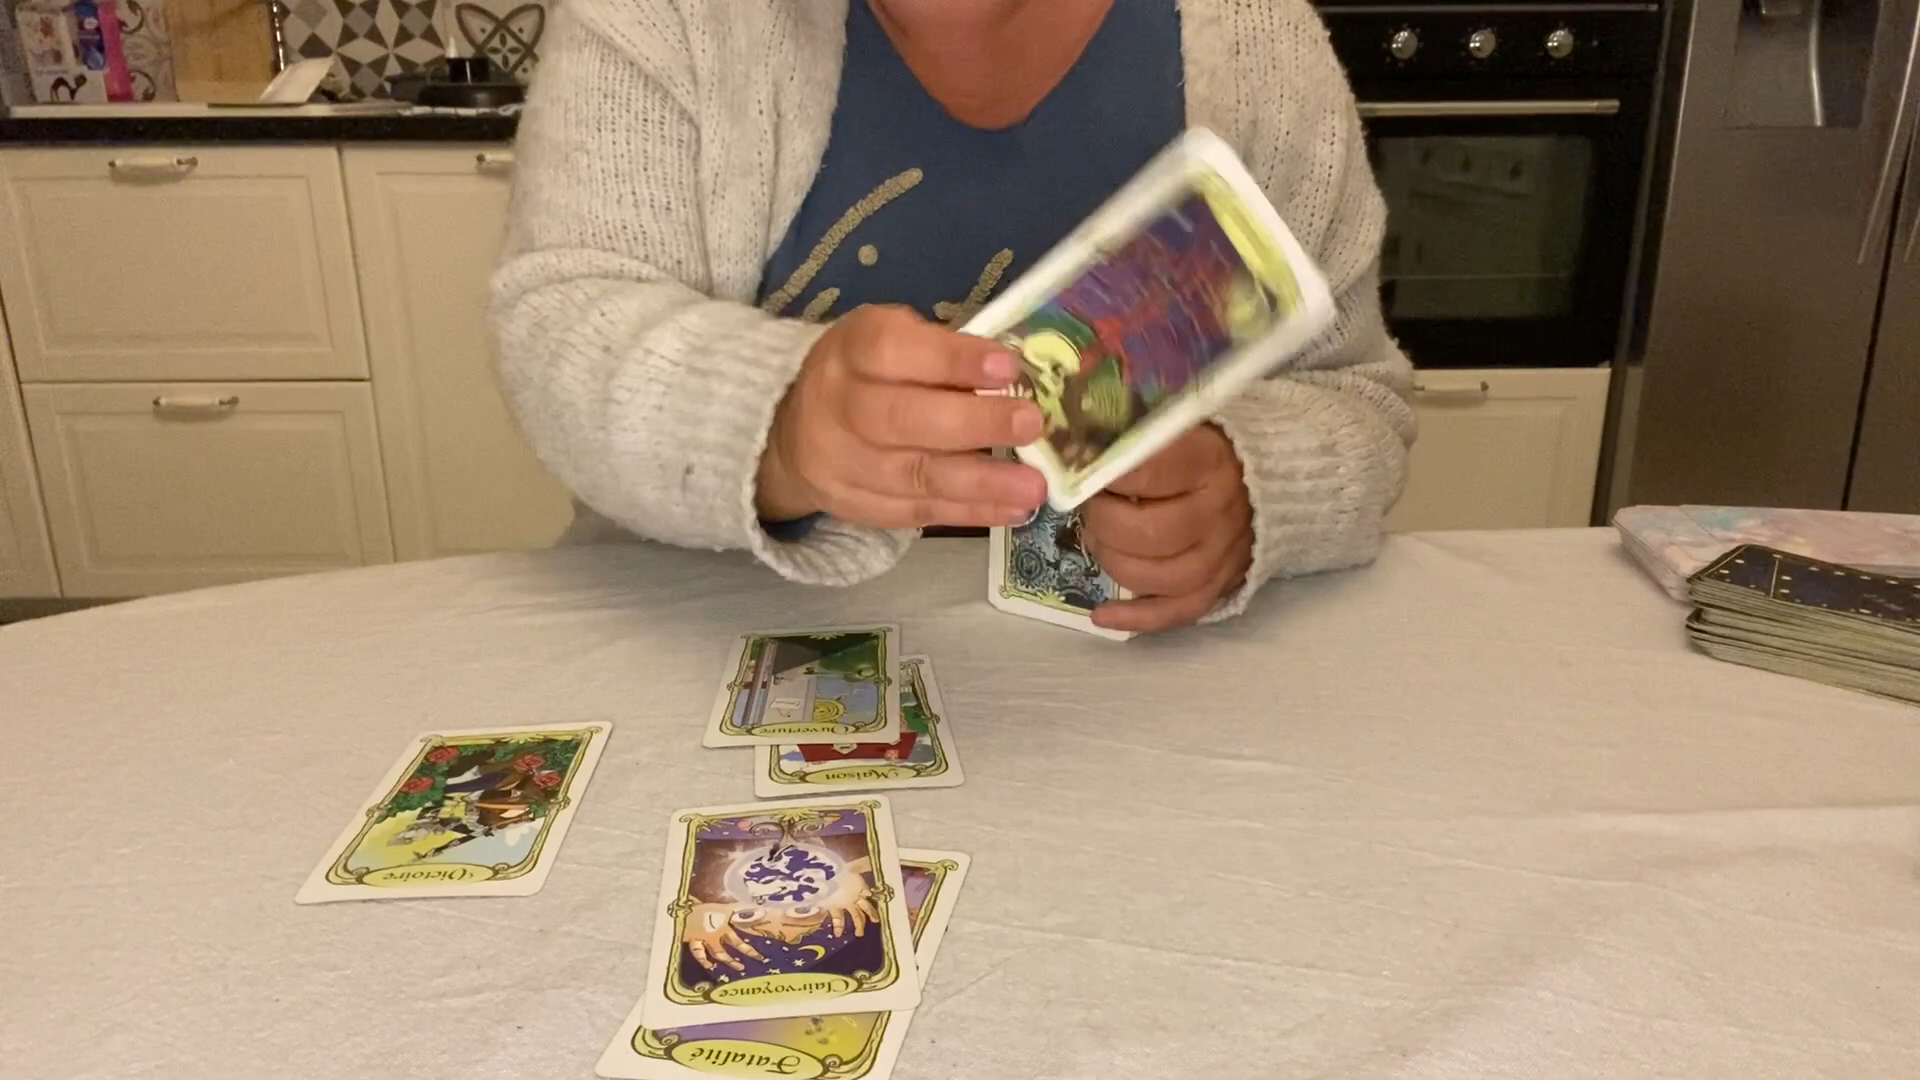 Ouverture
Maison
Victoire
Clairvoyance
Fatalité